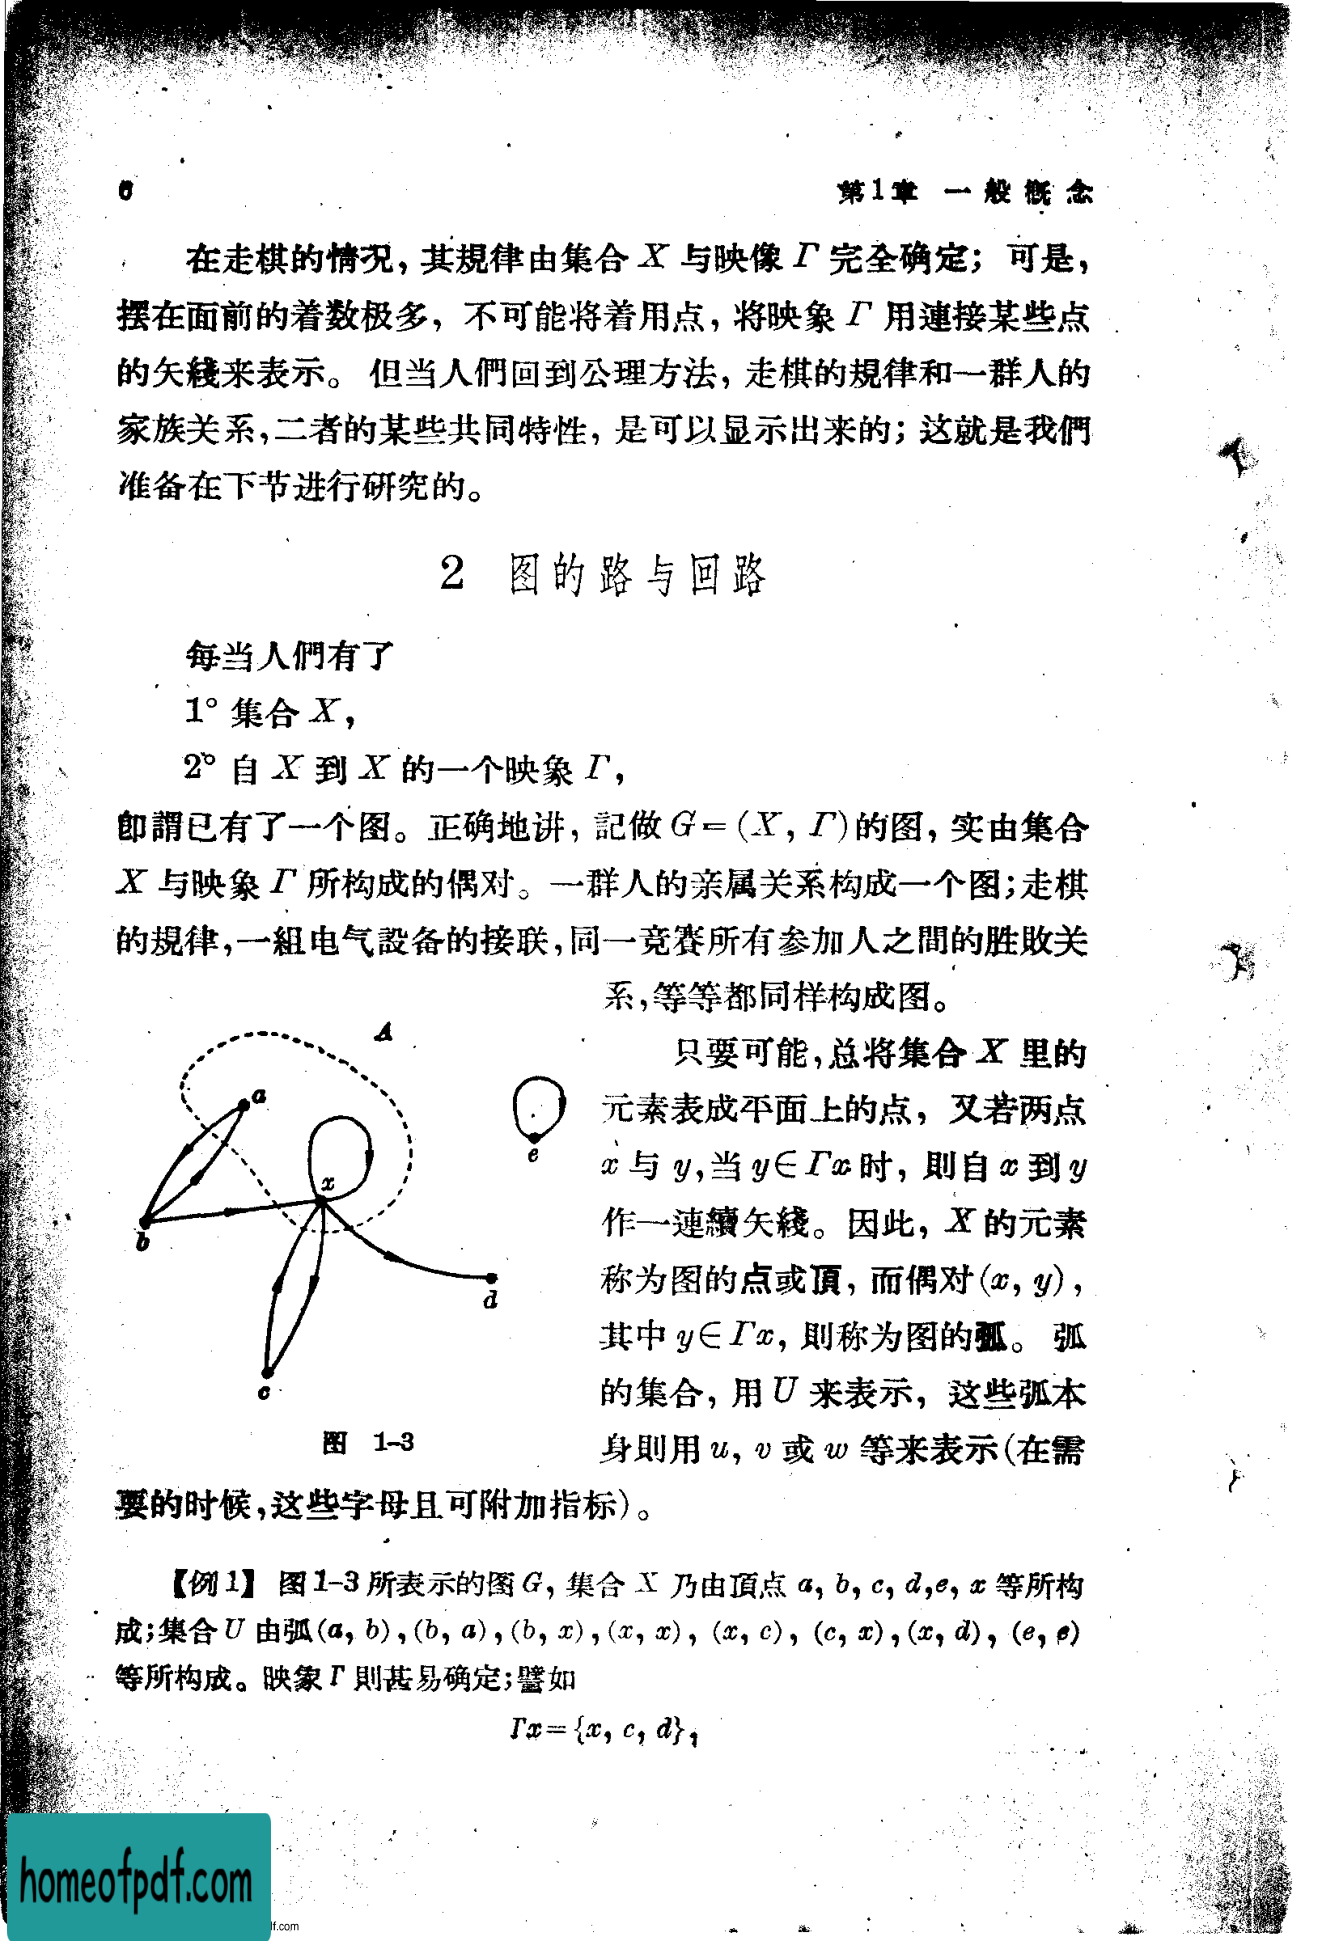 6
第1章 一般概念
在走棋的情況，其規律由集合 X 与映像 Γ 完全确定；可是，
摆在面前的着数极多，不可能将着用点，将映象 Γ 用連接某些点
的矢綫来表示。但当人們回到公理方法，走棋的規律和一群人的
家族关系，二者的某些共同特性，是可以显示出来的；这就是我們
准备在下节进行研究的。
2 图的路与回路
每当人們有了
1° 集合 X，
2° 自 X 到 X 的一个映象 Γ，
卽謂已有了一个图。正确地讲，記做 G=(X, Γ)的图，实由集合
X 与映象 Γ 所构成的偶对。一群人的亲属关系构成一个图；走棋
的規律，一組电气設备的接联，同一竞賽所有参加人之間的胜敗关
系，等等都同样构成图。
只要可能，总将集合 X 里的
元素表成平面上的点，又若两点
x 与 y，当 y∈Γx 时，則自 x 到 y
作一連續矢綫。因此，X 的元素
称为图的点或頂，而偶对(x, y)，
其中 y∈Γx，則称为图的弧。弧
的集合，用 U 来表示，这些弧本
身則用 u, v 或 w 等来表示(在需
A
a
x
b
c
d
e
图 1-3
要的时候，这些字母且可附加指标)。
【例1】 图1-3所表示的图 G，集合 X 乃由頂点 a, b, c, d, e, x 等所构
成；集合 U 由弧(a, b), (b, a), (b, x), (x, x), (x, c), (c, x), (x, d), (e, e)
等所构成。映象 Γ 則甚易确定；譬如
Γx={x, c, d}，
homeofpdf.com
lf.com